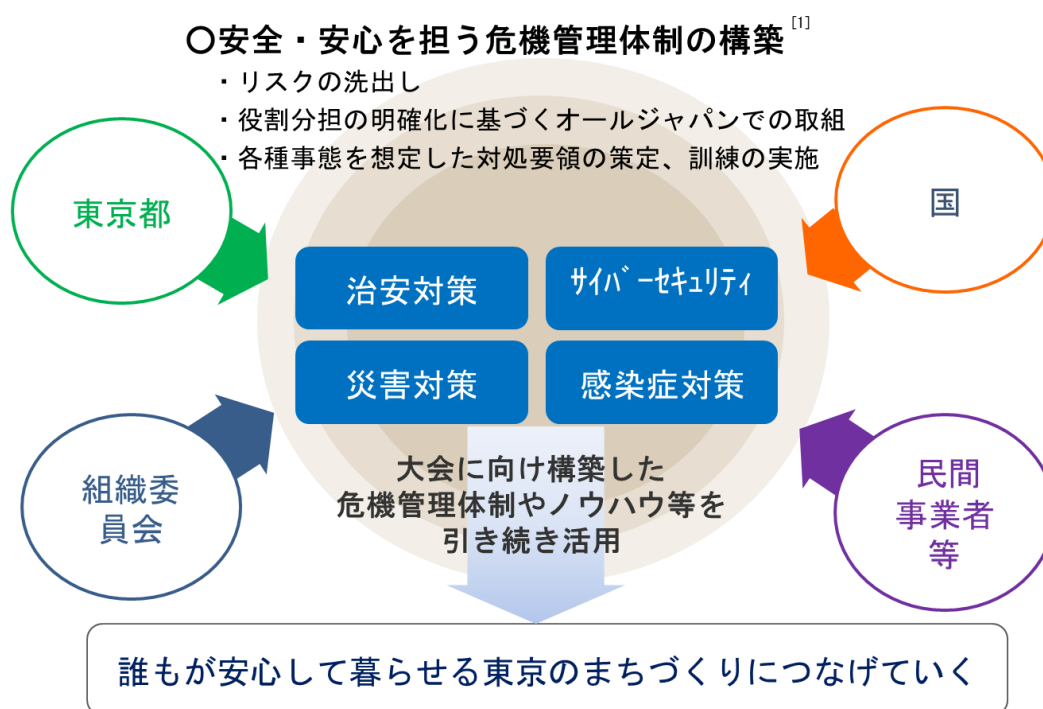 〇安全・安心を担う危機管理体制の構築[1]
・リスクの洗出し
・役割分担の明確化に基づくオールジャパンでの取組
・各種事態を想定した対処要領の策定、訓練の実施
東京都
国
治安対策
ｻｲﾊﾞｰｾｷｭﾘﾃｨ
災害対策
感染症対策
組織委
員会
民間
事業者
等
大会に向け構築した
危機管理体制やノウハウ等を
引き続き活用
誰もが安心して暮らせる東京のまちづくりにつなげていく